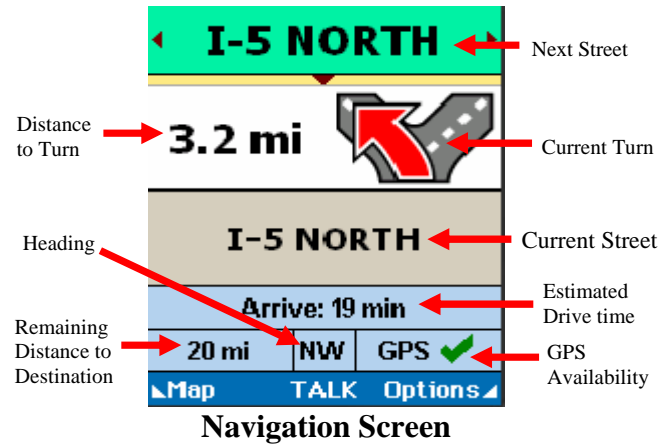 I-5 NORTH
Next Street
Distance
to Turn
3.2 mi
Current Turn
Heading
I-5 NORTH
Current Street
Arrive: 19 min
Estimated
Drive time
Remaining
Distance to
Destination
20 mi
NW
GPS
GPS
Availability
Map
TALK
Options
Navigation Screen